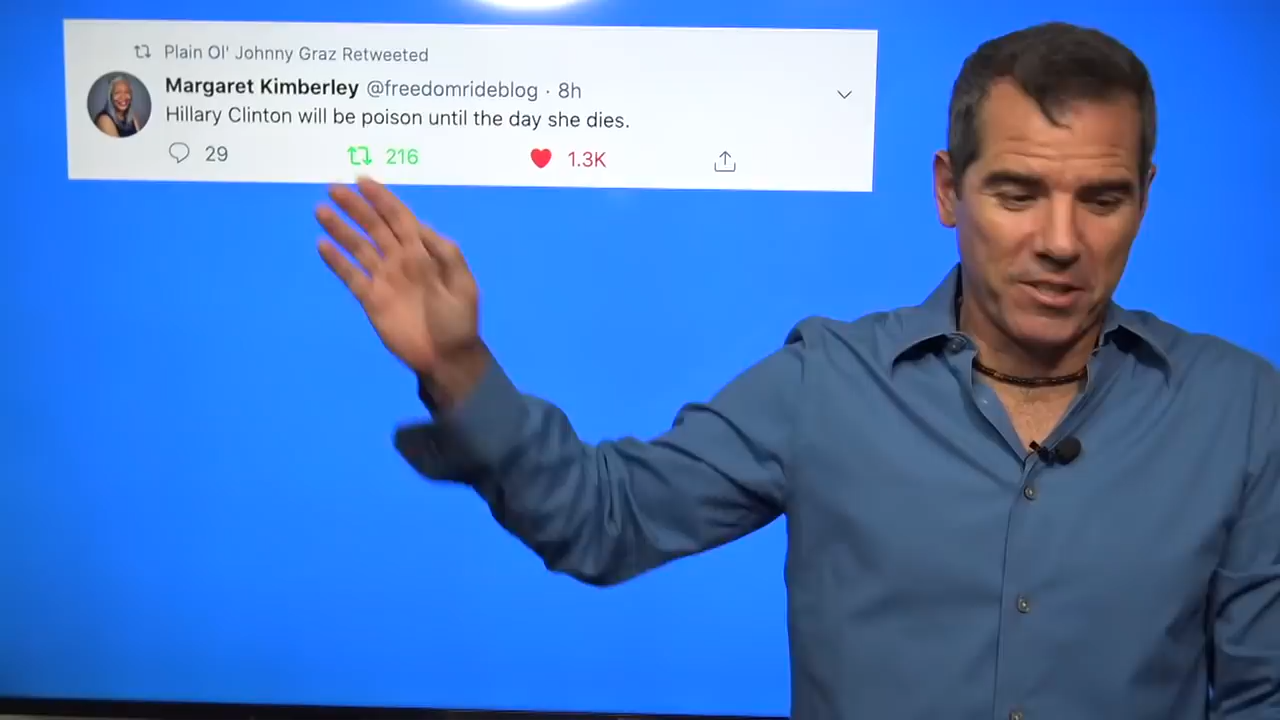 Plain Ol' Johnny Graz Retweeted
Margaret Kimberley @freedomrideblog · 8h
Hillary Clinton will be poison until the day she dies.
29 216 1.3K